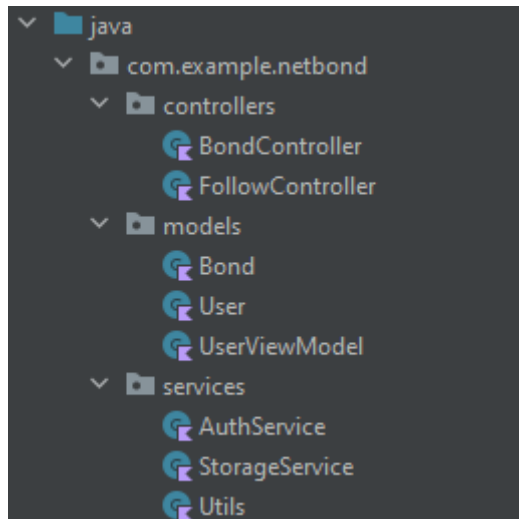 java
com.example.netbond
controllers
BondController
FollowController
models
Bond
User
UserViewModel
services
AuthService
StorageService
Utils